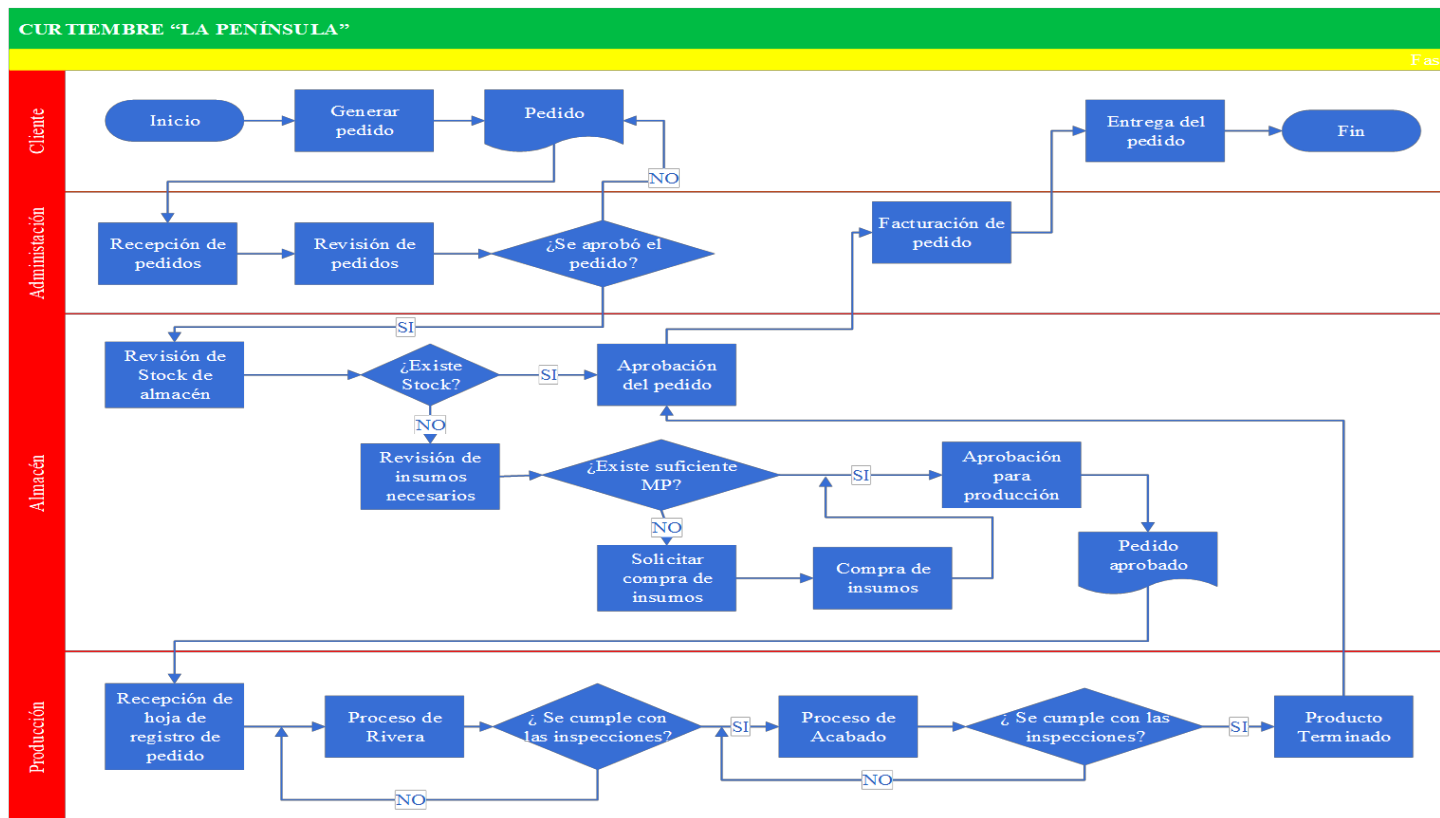 CURTIEMBRE “LA PENÍNSULA”
Fas
Cliente
Inicio
Generar
pedido
Pedido
Entrega del
pedido
Fin
NO
Administación
Recepción de
pedidos
Revisión de
pedidos
¿Se aprobó el
pedido?
Facturación de
pedido
SI
Almacén
Revisión de
Stock de
almacén
¿Existe
Stock?
SI
Aprobación
del pedido
NO
Revisión de
insumos
necesarios
¿Existe suficiente
MP?
SI
Aprobación
para
producción
NO
Solicitar
compra de
insumos
Compra de
insumos
Pedido
aprobado
Producción
Recepción de
hoja de
registro de
pedido
Proceso de
Rivera
¿ Se cumple con
las inspecciones?
SI
Proceso de
Acabado
¿ Se cumple con las
inspecciones?
SI
Producto
Terminado
NO
NO